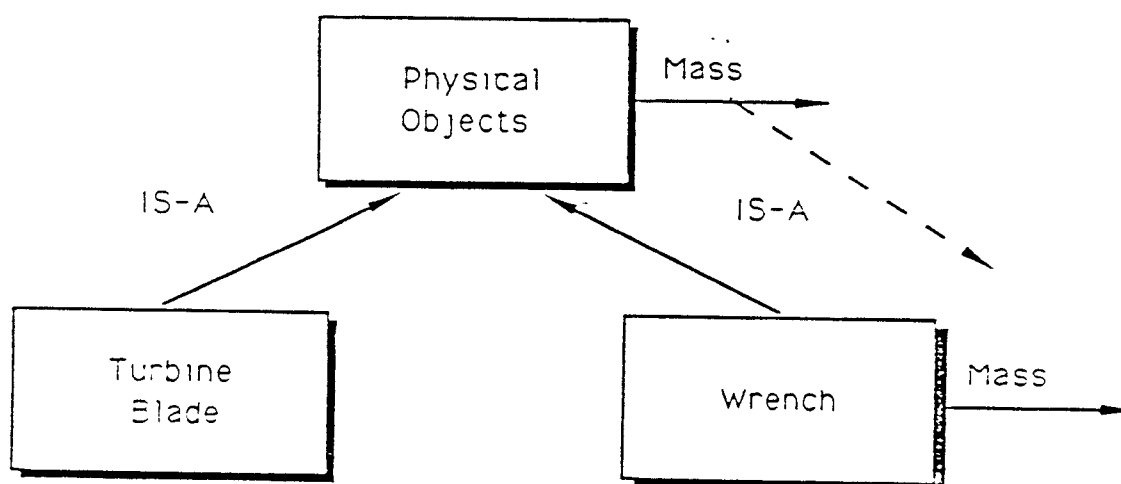 Physical
Objects
Mass
IS-A
IS-A
Turbine
Blade
Wrench
Mass